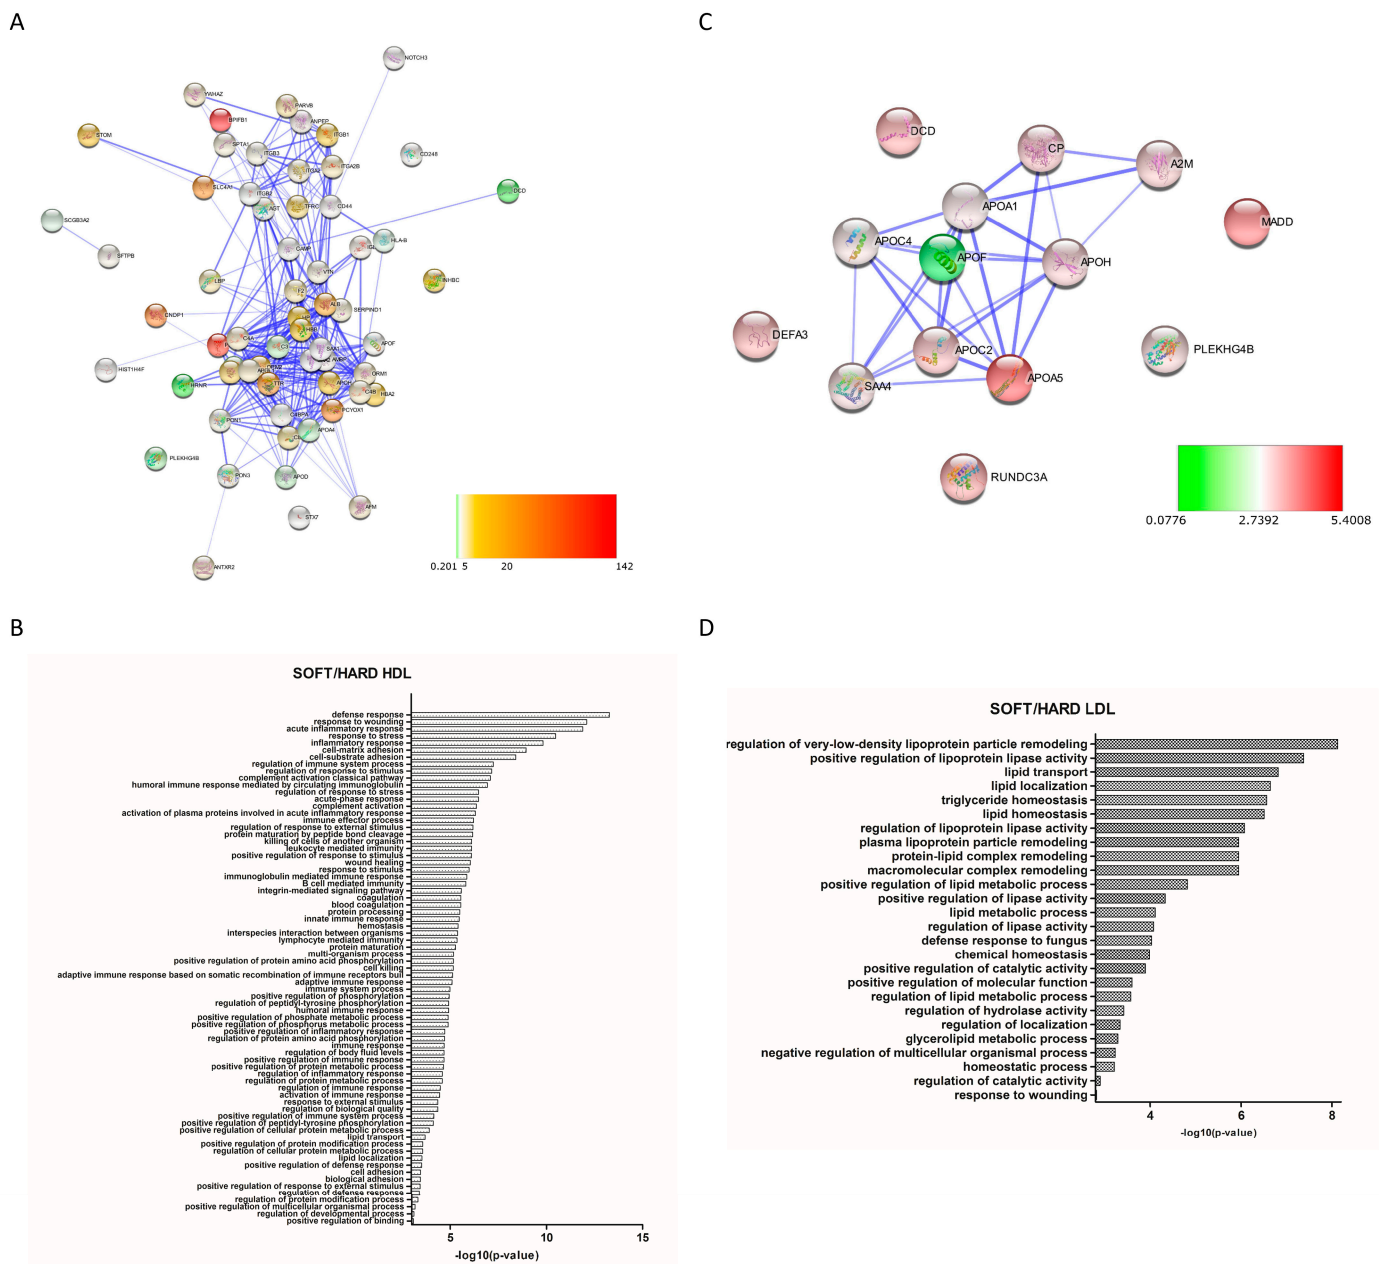 A
NOTCH3
YWHAZ
PARVB
BPIFB1
ANPEP
STOM
ITGB1
SPTA1
ITGB3
CD248
ITGA2
ITGA2B
SLC4A1
ITGB2
DCD
TFRC
AGT
CD44
SCGB3A2
CAMP
HLA-B
SFTPB
VTN
LBP
INHBC
F2
ALB
CNDP1
SERPIND1
HBB
C4A
C3
SAA1
APOF
HIST1H4F
ORM1
HRNR
TTR
APOH
C4B
HBA2
PCYOX1
PON1
C4BPA
APOA4
PLEKHG4B
PON3
APOD
AFM
STX7
ANTXR2
0.201 5 20 142
C
DCD
CP
A2M
APOA1
MADD
APOC4
APOF
APOH
DEFA3
APOC2
PLEKHG4B
SAA4
APOA5
RUNDC3A
0.0776 2.7392 5.4008
B
SOFT/HARD HDL
defense response
response to wounding
acute inflammatory response
response to stress
inflammatory response
cell-matrix adhesion
cell-substrate adhesion
regulation of immune system process
regulation of response to stimulus
complement activation classical pathway
humoral immune response mediated by circulating immunoglobulin
regulation of response to stress
acute-phase response
complement activation
activation of plasma proteins involved in acute inflammatory response
immune effector process
regulation of response to external stimulus
protein maturation by peptide bond cleavage
killing of cells of another organism
leukocyte mediated immunity
positive regulation of response to stimulus
wound healing
response to stimulus
immunoglobulin mediated immune response
B cell mediated immunity
integrin-mediated signaling pathway
coagulation
blood coagulation
protein processing
innate immune response
hemostasis
interspecies interaction between organisms
lymphocyte mediated immunity
protein maturation
multi-organism process
positive regulation of protein amino acid phosphorylation
cell killing
adaptive immune response based on somatic recombination of immune receptors buil
adaptive immune response
immune system process
positive regulation of phosphorylation
regulation of peptidyl-tyrosine phosphorylation
humoral immune response
positive regulation of phosphate metabolic process
positive regulation of phosphorus metabolic process
positive regulation of inflammatory response
regulation of protein amino acid phosphorylation
immune response
regulation of body fluid levels
positive regulation of immune response
positive regulation of protein metabolic process
regulation of inflammatory response
regulation of protein metabolic process
regulation of immune response
activation of immune response
response to external stimulus
regulation of biological quality
positive regulation of immune system process
positive regulation of peptidyl-tyrosine phosphorylation
positive regulation of cellular protein metabolic process
lipid transport
positive regulation of protein modification process
regulation of cellular protein metabolic process
lipid localization
positive regulation of defense response
cell adhesion
biological adhesion
positive regulation of response to external stimulus
regulation of defense response
regulation of protein modification process
positive regulation of multicellular organismal process
regulation of developmental process
positive regulation of binding
5 10 15
-log10(p-value)
D
SOFT/HARD LDL
regulation of very-low-density lipoprotein particle remodeling
positive regulation of lipoprotein lipase activity
lipid transport
lipid localization
triglyceride homeostasis
lipid homeostasis
regulation of lipoprotein lipase activity
plasma lipoprotein particle remodeling
protein-lipid complex remodeling
macromolecular complex remodeling
positive regulation of lipid metabolic process
positive regulation of lipase activity
lipid metabolic process
regulation of lipase activity
defense response to fungus
chemical homeostasis
positive regulation of catalytic activity
positive regulation of molecular function
regulation of lipid metabolic process
regulation of hydrolase activity
regulation of localization
glycerolipid metabolic process
negative regulation of multicellular organismal process
homeostatic process
regulation of catalytic activity
response to wounding
4 6 8
-log10(p-value)